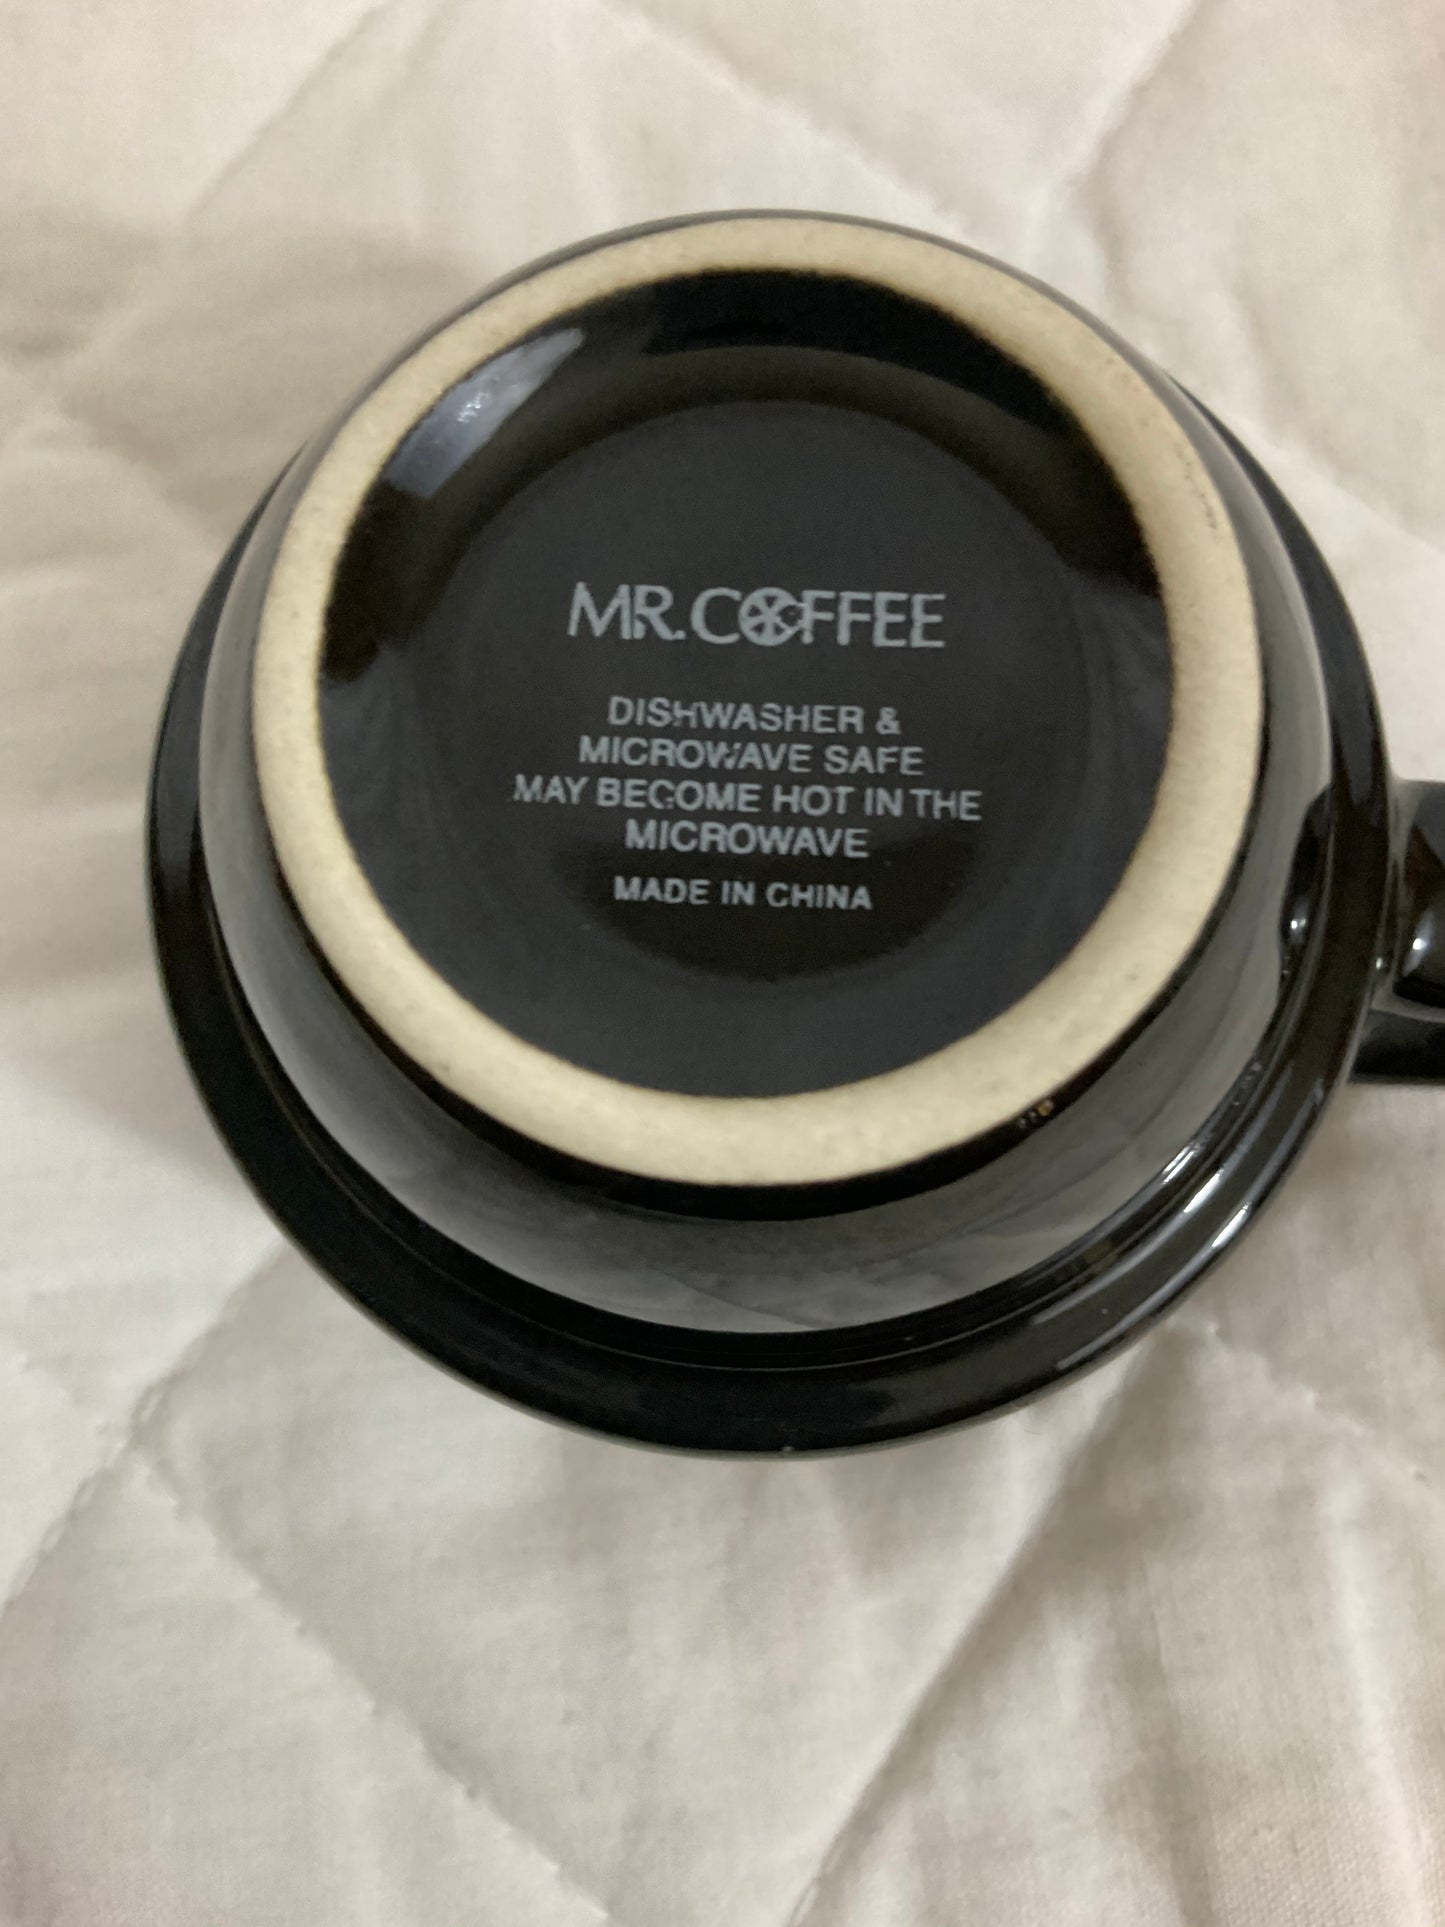 MR. COFFEE
DISHWASHER &
MICROWAVE SAFE
MAY BECOME HOT IN THE
MICROWAVE
MADE IN CHINA